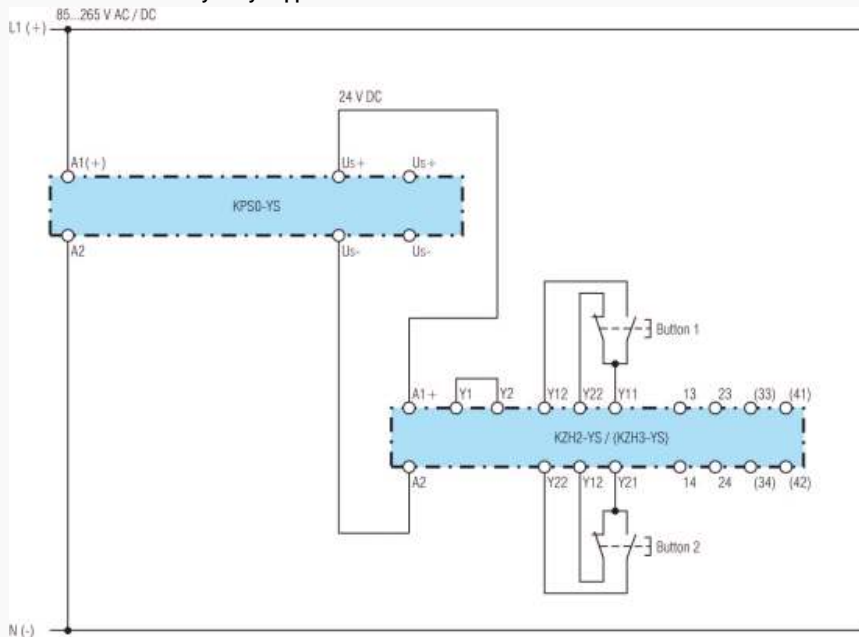 85...265 V AC / DC
L1 (+)
24 V DC
A1(+) Us+ Us+
KPS0-YS
A2 Us- Us-
Button 1
A1+ Y1 Y2 Y12 Y22 Y11 13 23 (33) (41)
KZH2-YS / (KZH3-YS)
A2 Y22 Y12 Y21 14 24 (34) (42)
Button 2
N (-)